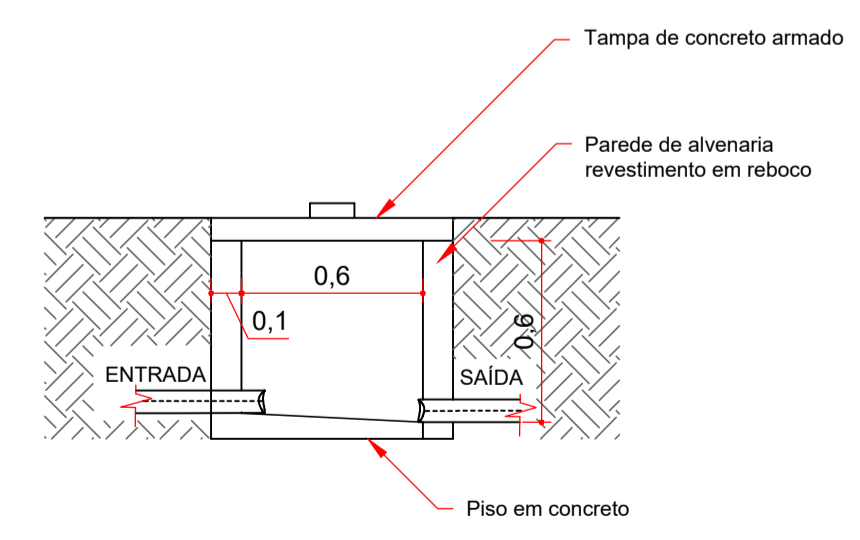 Tampa de concreto armado
Parede de alvenaria
revestimento em reboco
0,6
0,1
0,6
ENTRADA
SAÍDA
Piso em concreto